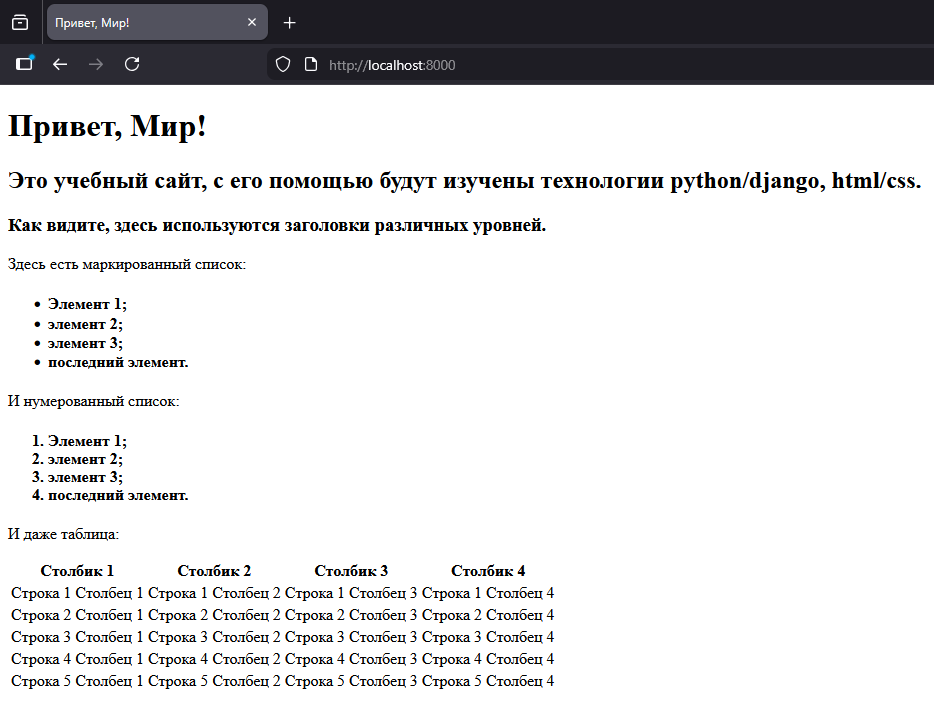 Привет, Мир!
http://localhost:8000
Привет, Мир!
Это учебный сайт, с его помощью будут изучены технологии python/django, html/css.
Как видите, здесь используются заголовки различных уровней.
Здесь есть маркированный список:
• Элемент 1;
• элемент 2;
• элемент 3;
• последний элемент.
И нумерованный список:
1. Элемент 1;
2. элемент 2;
3. элемент 3;
4. последний элемент.
И даже таблица:
Столбик 1 Столбик 2 Столбик 3 Столбик 4
Строка 1 Столбец 1 Строка 1 Столбец 2 Строка 1 Столбец 3 Строка 1 Столбец 4
Строка 2 Столбец 1 Строка 2 Столбец 2 Строка 2 Столбец 3 Строка 2 Столбец 4
Строка 3 Столбец 1 Строка 3 Столбец 2 Строка 3 Столбец 3 Строка 3 Столбец 4
Строка 4 Столбец 1 Строка 4 Столбец 2 Строка 4 Столбец 3 Строка 4 Столбец 4
Строка 5 Столбец 1 Строка 5 Столбец 2 Строка 5 Столбец 3 Строка 5 Столбец 4